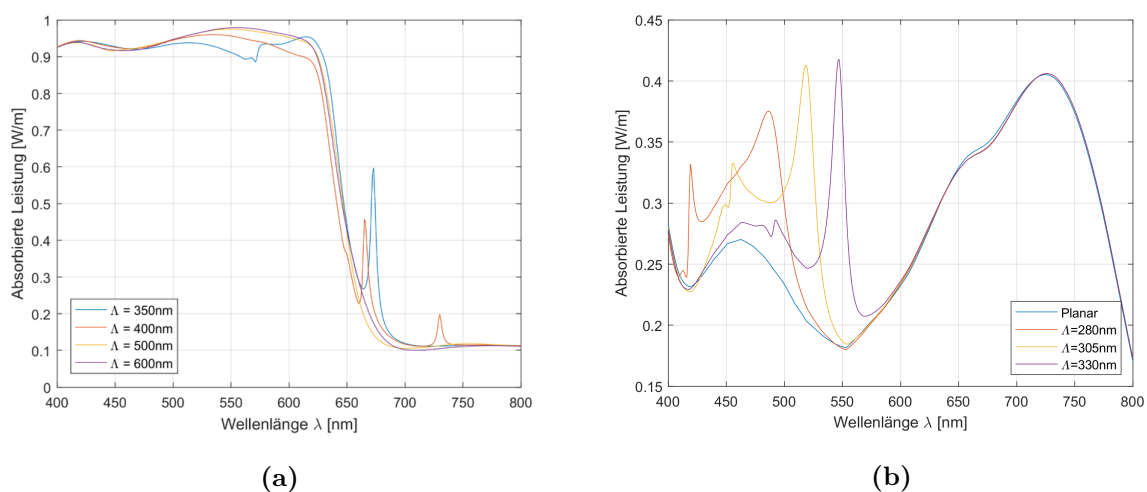 1
0.9
0.8
0.7
0.6
0.5
0.4
0.3
0.2
0.1
0
Absorbierte Leistung [W/m]
Λ = 350nm
Λ = 400nm
Λ = 500nm
Λ = 600nm
400 450 500 550 600 650 700 750 800
Wellenlänge λ [nm]
(a)
0.45
0.4
0.35
0.3
0.25
0.2
0.15
Absorbierte Leistung [W/m]
Planar
Λ=280nm
Λ=305nm
Λ=330nm
400 450 500 550 600 650 700 750 800
Wellenlänge λ [nm]
(b)